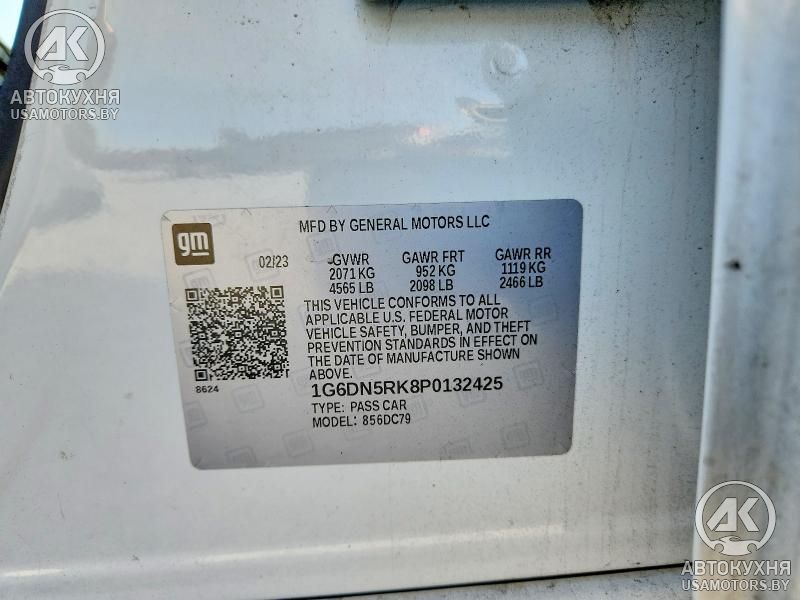 АК
АВТОКУХНЯ
USAMOTORS.BY
gm
MFD BY GENERAL MOTORS LLC
02/23
GVWR GAWR FRT GAWR RR
2071 KG 952 KG 1119 KG
4565 LB 2098 LB 2466 LB
THIS VEHICLE CONFORMS TO ALL
APPLICABLE U.S. FEDERAL MOTOR
VEHICLE SAFETY, BUMPER, AND THEFT
PREVENTION STANDARDS IN EFFECT ON
THE DATE OF MANUFACTURE SHOWN
ABOVE.
8624
1G6DN5RK8P0132425
TYPE: PASS CAR
MODEL: 856DC79
АК
АВТОКУХНЯ
USAMOTORS.BY